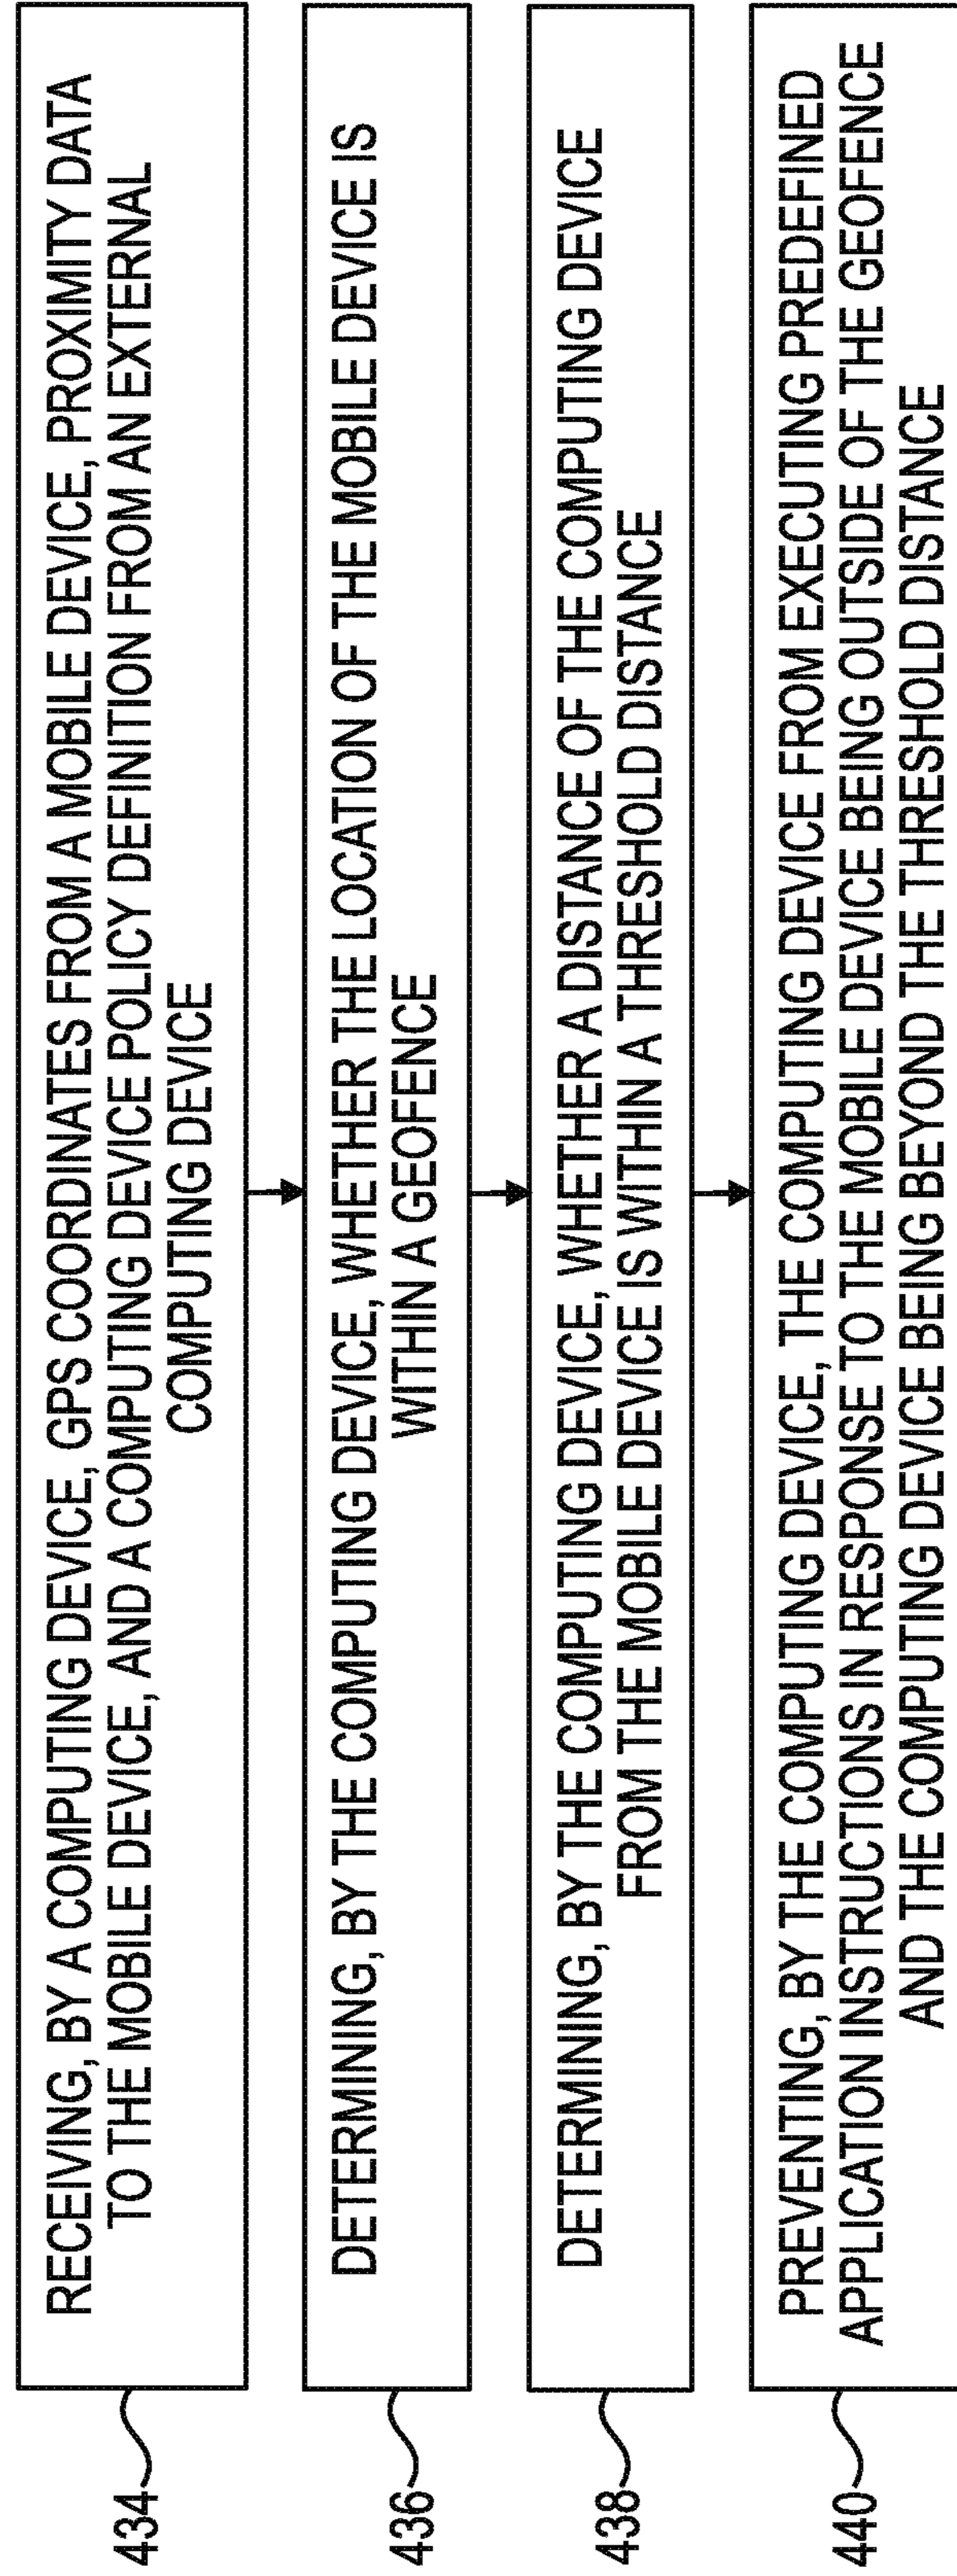 434
RECEIVING, BY A COMPUTING DEVICE, GPS COORDINATES FROM A MOBILE DEVICE, PROXIMITY DATA
TO THE MOBILE DEVICE, AND A COMPUTING DEVICE POLICY DEFINITION FROM AN EXTERNAL
COMPUTING DEVICE
436
DETERMINING, BY THE COMPUTING DEVICE, WHETHER THE LOCATION OF THE MOBILE DEVICE IS
WITHIN A GEOFENCE
438
DETERMINING, BY THE COMPUTING DEVICE, WHETHER A DISTANCE OF THE COMPUTING DEVICE
FROM THE MOBILE DEVICE IS WITHIN A THRESHOLD DISTANCE
440
PREVENTING, BY THE COMPUTING DEVICE, THE COMPUTING DEVICE FROM EXECUTING PREDEFINED
APPLICATION INSTRUCTIONS IN RESPONSE TO THE MOBILE DEVICE BEING OUTSIDE OF THE GEOFENCE
AND THE COMPUTING DEVICE BEING BEYOND THE THRESHOLD DISTANCE